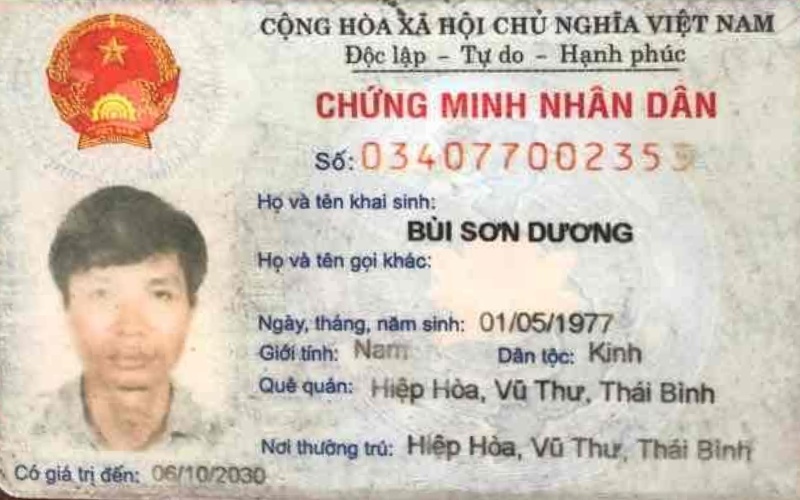 CỘNG HÒA XÃ HỘI CHỦ NGHĨA VIỆT NAM
Độc lập - Tự do - Hạnh phúc
CHỨNG MINH NHÂN DÂN
Số: 034077002353
Họ và tên khai sinh:
BÙI SƠN DƯƠNG
Họ và tên gọi khác:
Ngày, tháng, năm sinh: 01/05/1977
Giới tính: Nam Dân tộc: Kinh
Quê quán: Hiệp Hòa, Vũ Thư, Thái Bình
Nơi thường trú: Hiệp Hòa, Vũ Thư, Thái Bình
Có giá trị đến: 06/10/2030